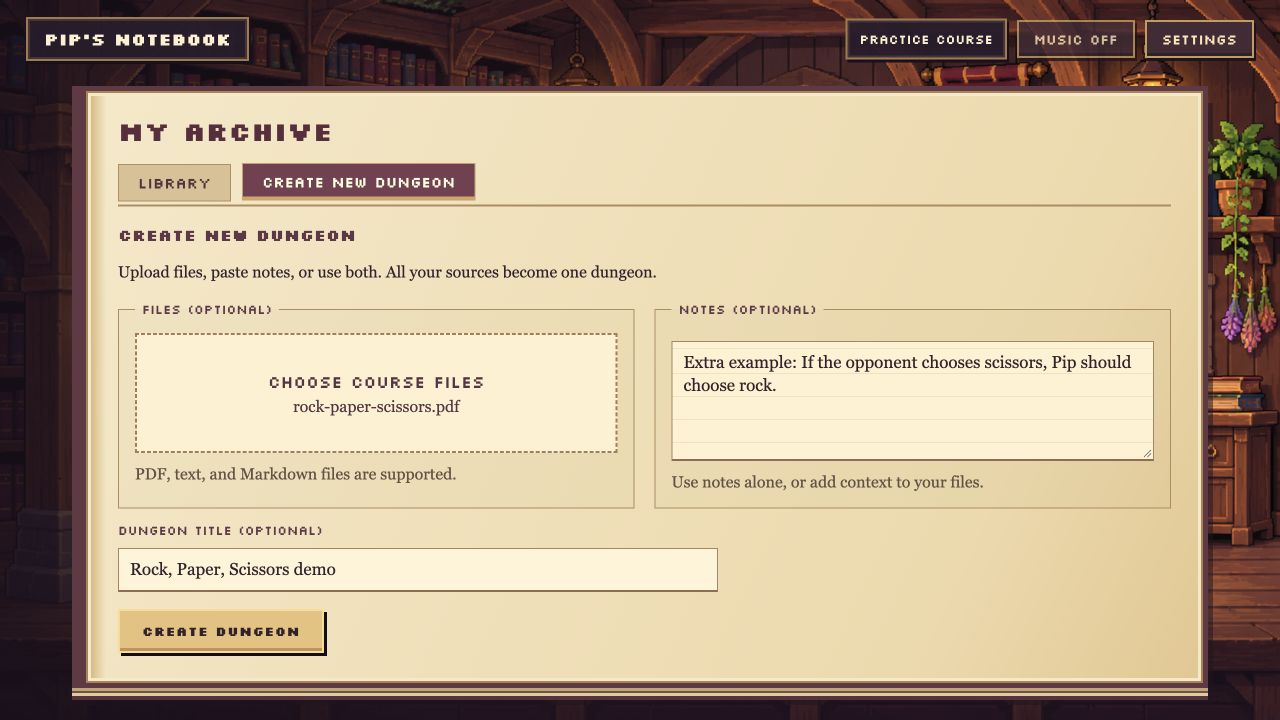 PIP'S NOTEBOOK
PRACTICE COURSE
MUSIC OFF
SETTINGS
MY ARCHIVE
LIBRARY
CREATE NEW DUNGEON
CREATE NEW DUNGEON
Upload files, paste notes, or use both. All your sources become one dungeon.
FILES (OPTIONAL)
CHOOSE COURSE FILES
rock-paper-scissors.pdf
PDF, text, and Markdown files are supported.
NOTES (OPTIONAL)
Extra example: If the opponent chooses scissors, Pip should
choose rock.
Use notes alone, or add context to your files.
DUNGEON TITLE (OPTIONAL)
Rock, Paper, Scissors demo
CREATE DUNGEON